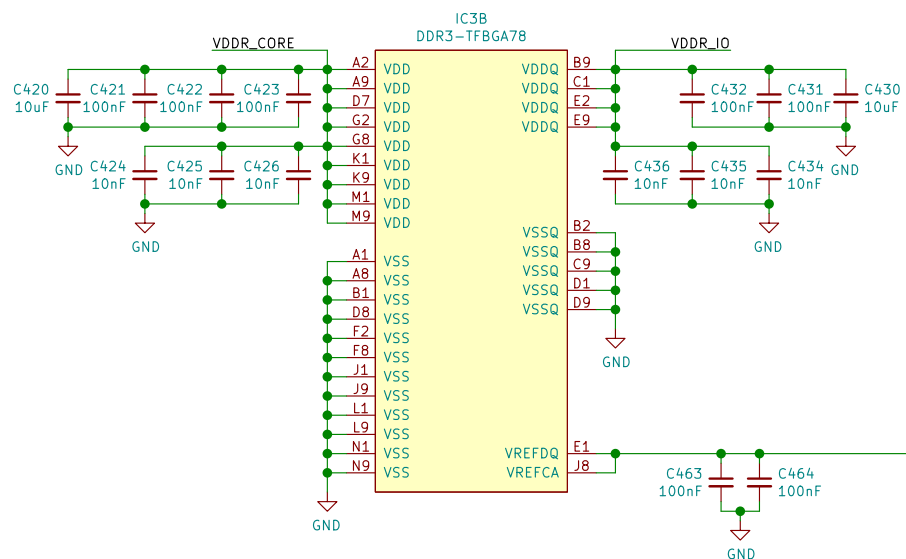 IC3B
DDR3-TFBGA78
VDDR_CORE
VDDR_IO
C420
10uF
C421
100nF
C422
100nF
C423
100nF
GND
C424
10nF
C425
10nF
C426
10nF
GND
A2 VDD
A9 VDD
D7 VDD
G2 VDD
G8 VDD
K1 VDD
K9 VDD
M1 VDD
M9 VDD
A1 VSS
A8 VSS
B1 VSS
D8 VSS
F2 VSS
F8 VSS
J1 VSS
J9 VSS
L1 VSS
L9 VSS
N1 VSS
N9 VSS
GND
VDDQ B9
VDDQ C1
VDDQ E2
VDDQ E9
VSSQ B2
VSSQ B8
VSSQ C9
VSSQ D1
VSSQ D9
GND
VREFDQ E1
VREFCA J8
C432
100nF
C431
100nF
C430
10uF
GND
C436
10nF
C435
10nF
C434
10nF
GND
C463
100nF
C464
100nF
GND